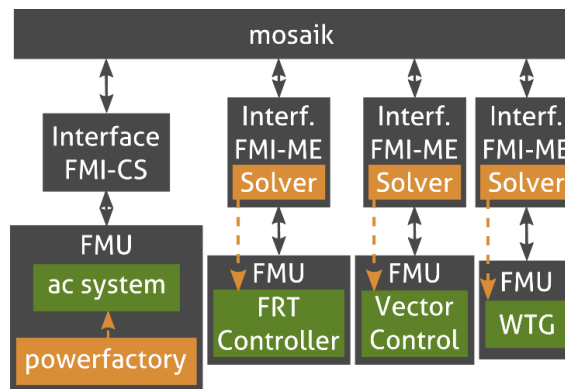 mosaik
Interface
FMI-CS
Interf.
FMI-ME
Solver
Interf.
FMI-ME
Solver
Interf.
FMI-ME
Solver
FMU
ac system
powerfactory
FMU
FRT
Controller
FMU
Vector
Control
FMU
WTG